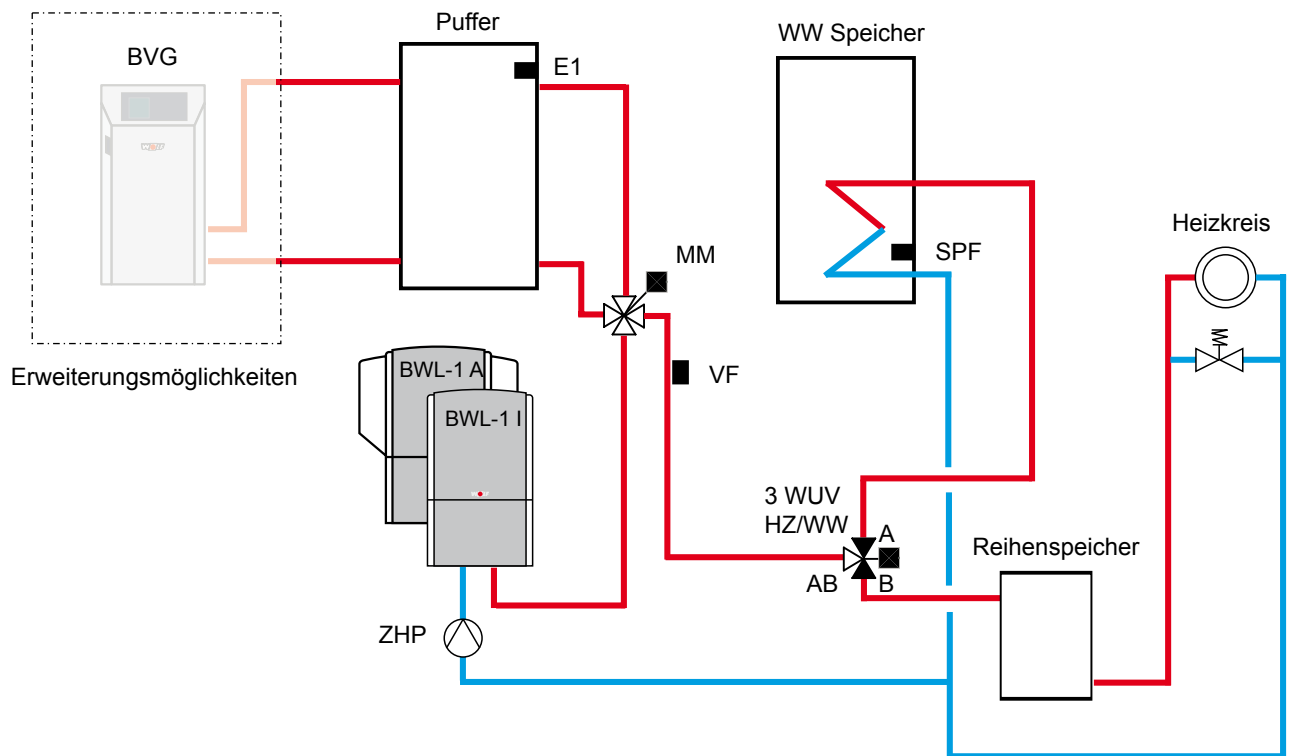 Puffer
WW Speicher
BVG
E1
MM
SPF
Heizkreis
VF
Erweiterungsmöglichkeiten
BWL-1 A
BWL-1 I
3 WUV
HZ/WW
A
AB
B
Reihenspeicher
ZHP